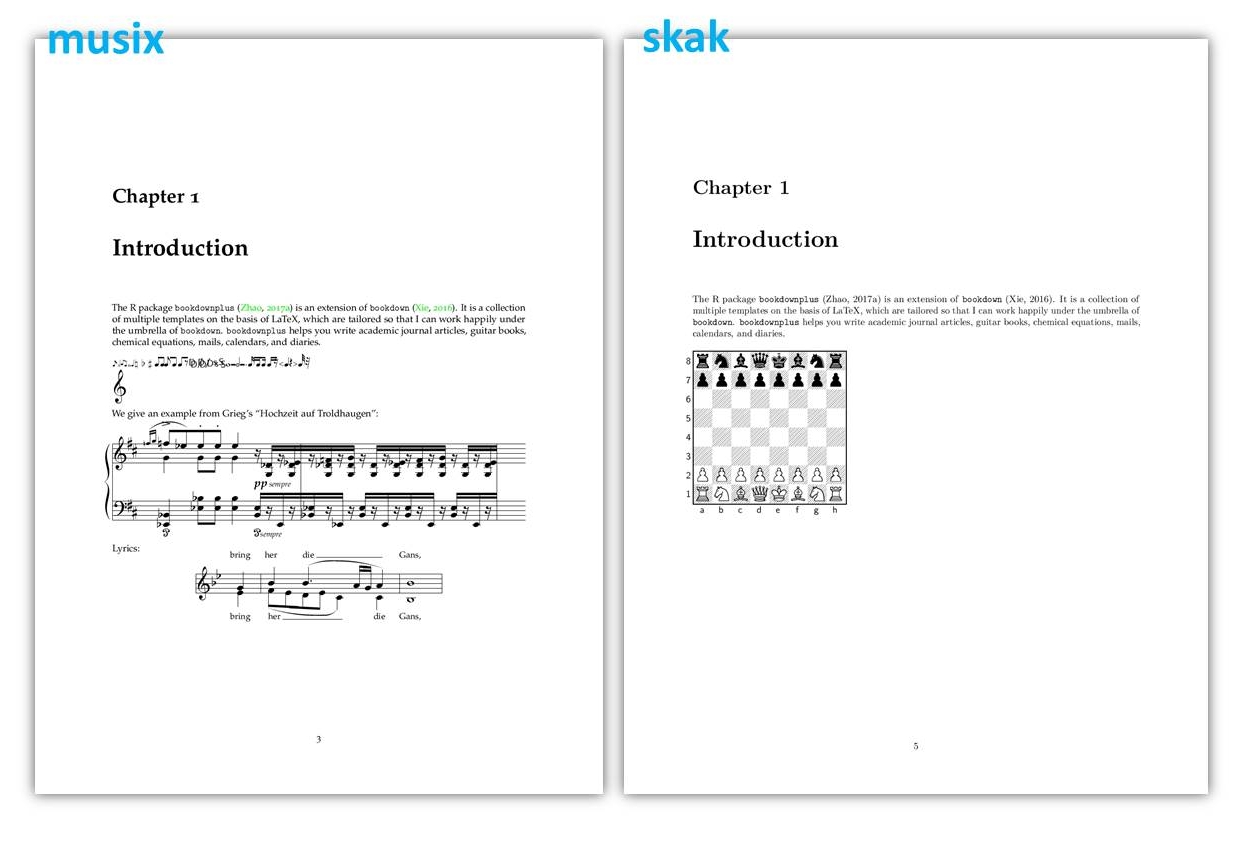 musix
Chapter 1
Introduction
The R package bookdownplus (Zhao, 2017a) is an extension of bookdown (Xie, 2016). It is a collection
of multiple templates on the basis of LaTeX, which are tailored so that I can work happily under
the umbrella of bookdown. bookdownplus helps you write academic journal articles, guitar books,
chemical equations, mails, calendars, and diaries.
We give an example from Grieg's “Hochzeit auf Troldhaugen”:
pp sempre
sempre
Lyrics:
bring her die Gans,
bring her die Gans,
3
skak
Chapter 1
Introduction
The R package bookdownplus (Zhao, 2017a) is an extension of bookdown (Xie, 2016). It is a collection of
multiple templates on the basis of LaTeX, which are tailored so that I can work happily under the umbrella of
bookdown. bookdownplus helps you write academic journal articles, guitar books, chemical equations, mails,
calendars, and diaries.
8
7
6
5
4
3
2
1
a b c d e f g h
5